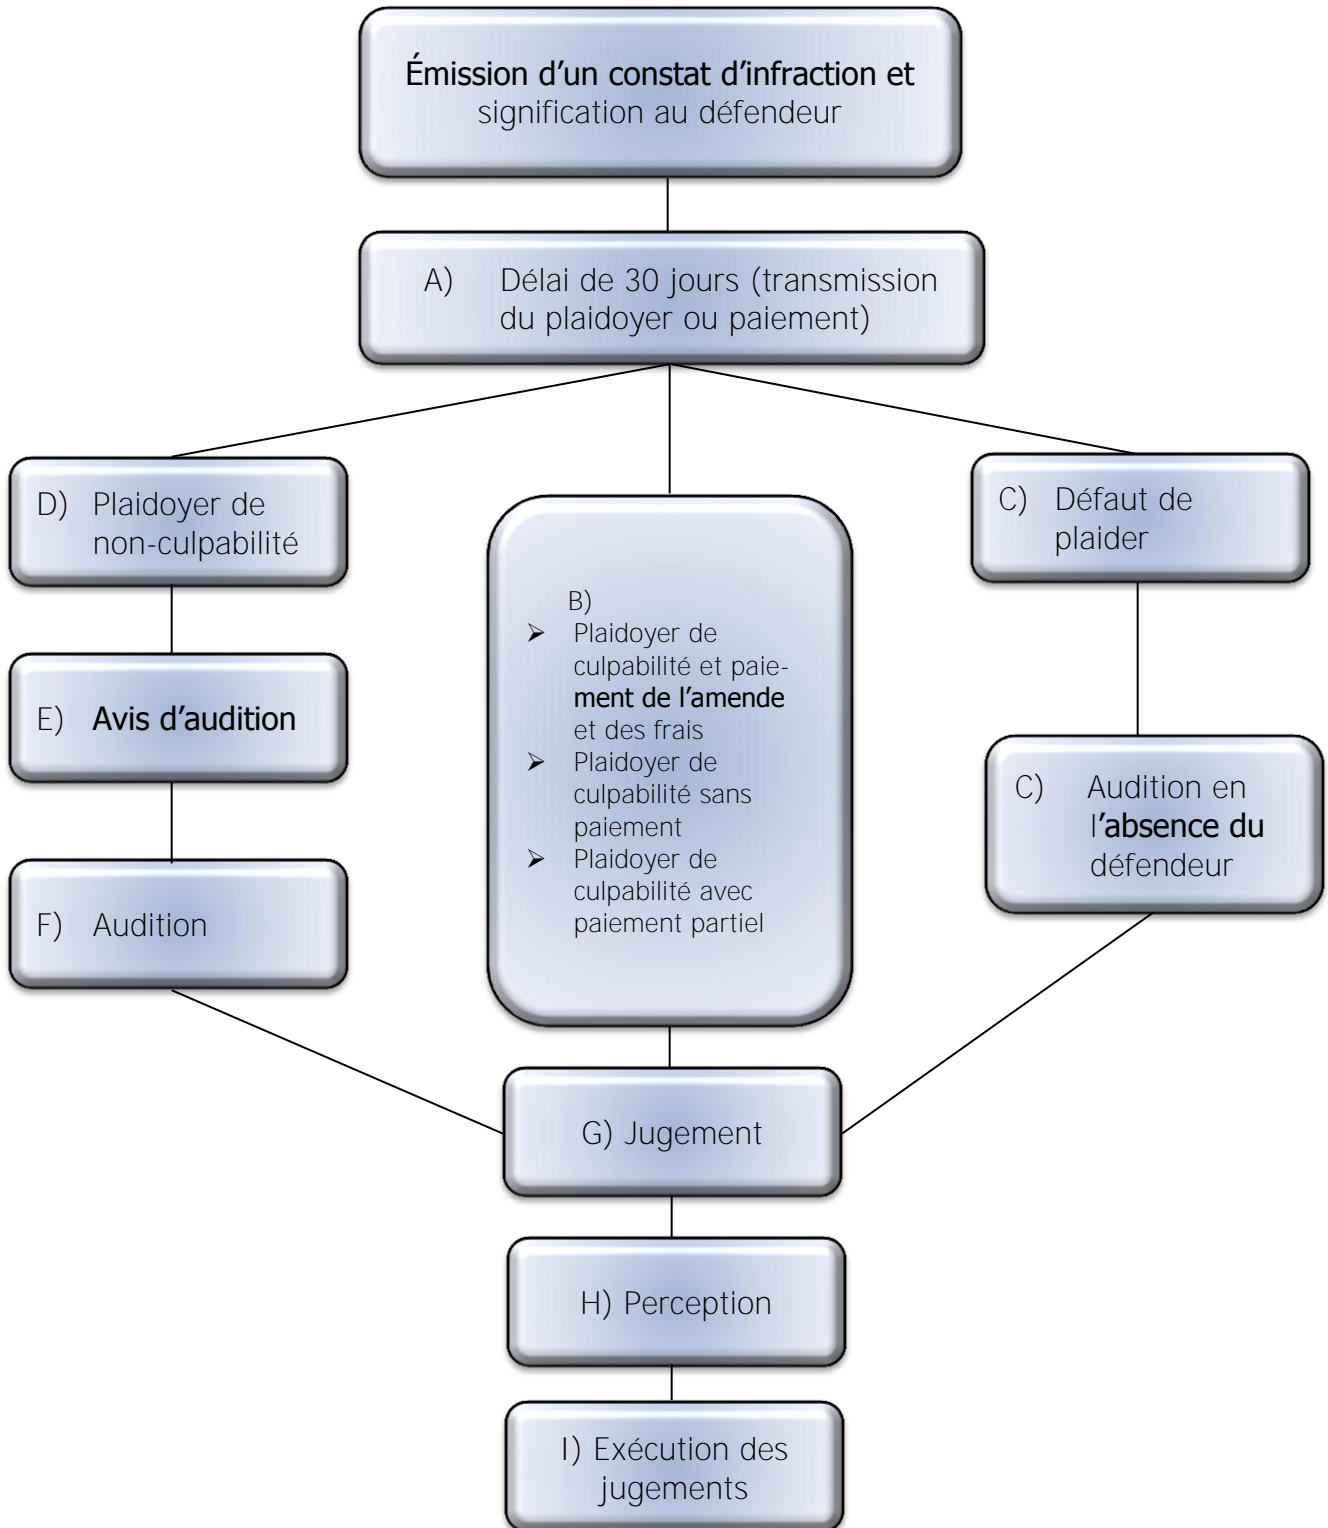 Émission d’un constat d’infraction et
signification au défendeur
A) Délai de 30 jours (transmission
du plaidoyer ou paiement)
D) Plaidoyer de
non-culpabilité
E) Avis d’audition
F) Audition
B)
➢ Plaidoyer de
culpabilité et paie-
ment de l’amende
et des frais
➢ Plaidoyer de
culpabilité sans
paiement
➢ Plaidoyer de
culpabilité avec
paiement partiel
C) Défaut de
plaider
C) Audition en
l’absence du
défendeur
G) Jugement
H) Perception
I) Exécution des
jugements